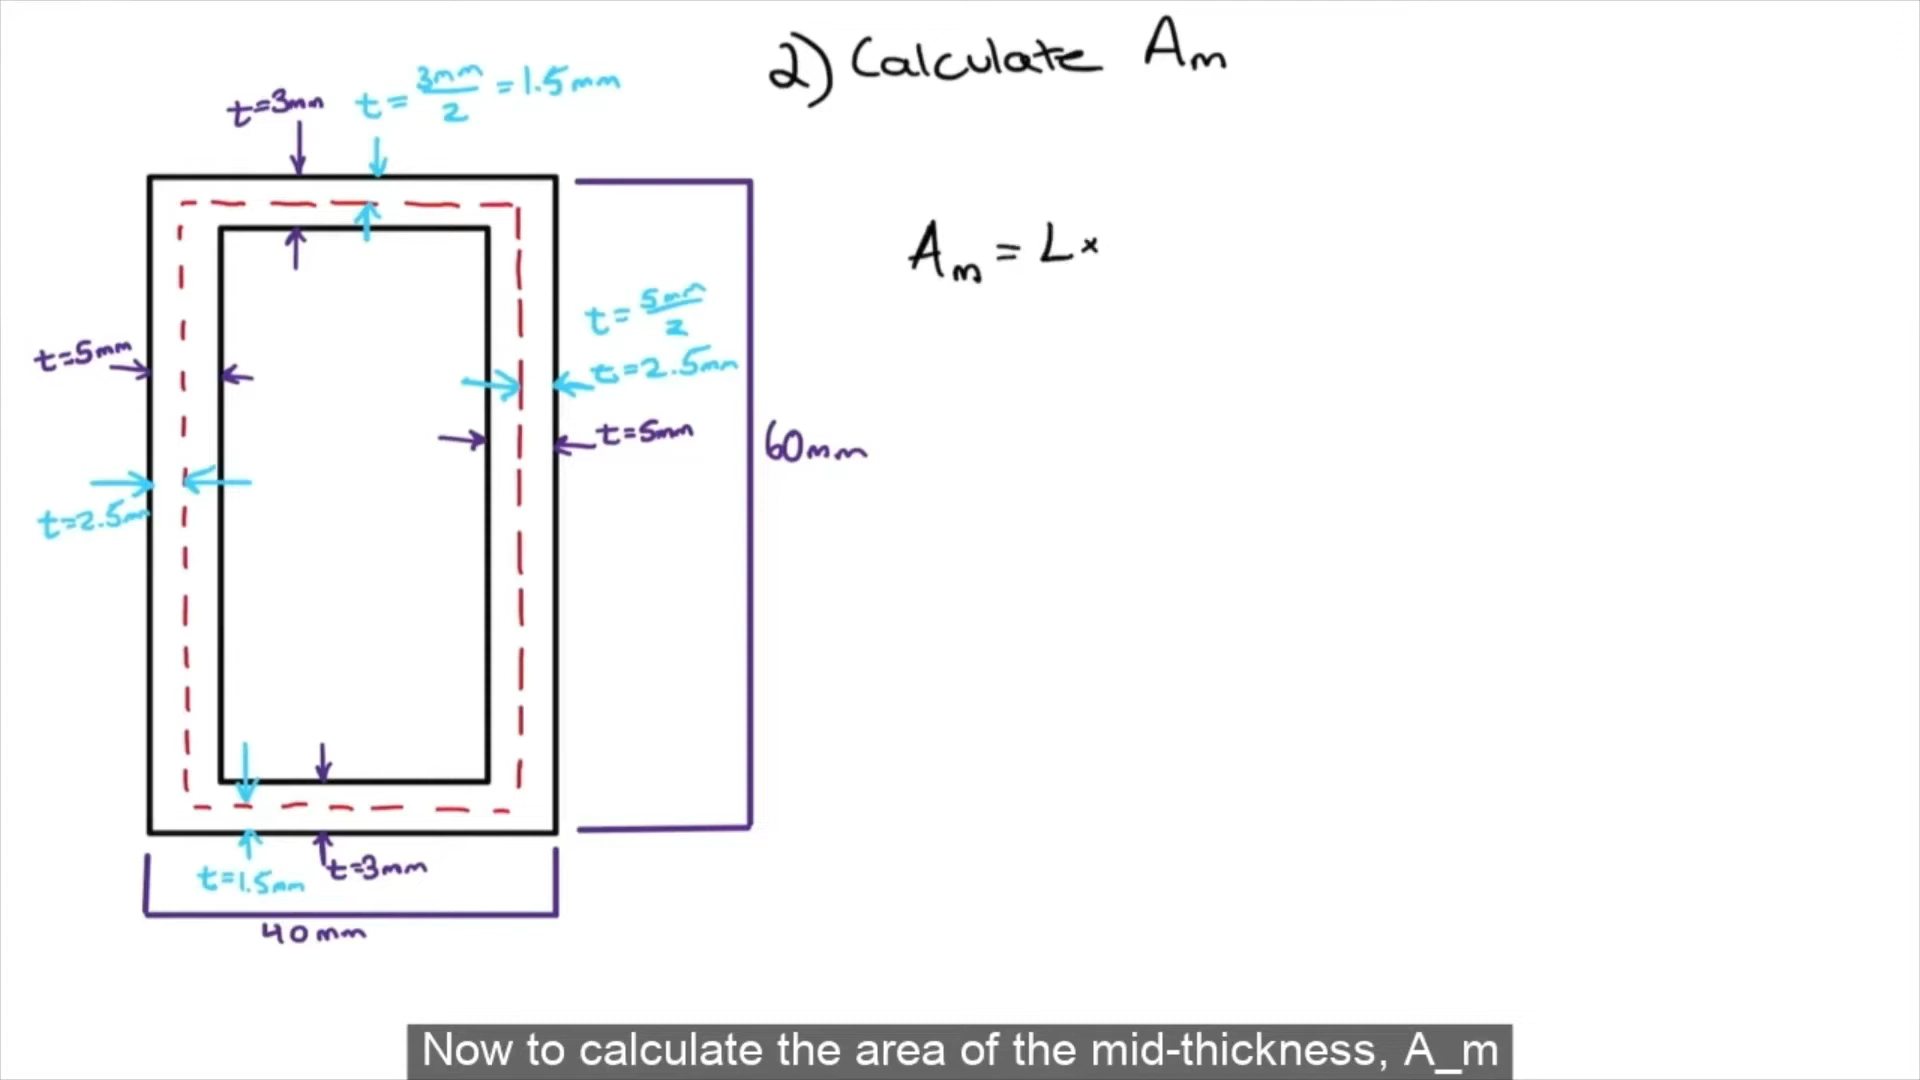 2) Calculate Am
t=3mm
t=3mm/2=1.5mm
Am=L×
t=5mm/2
t=2.5mm
t=5mm
t=5mm
60mm
t=2.5mm
t=1.5mm
t=3mm
40mm
Now to calculate the area of the mid-thickness, A_m